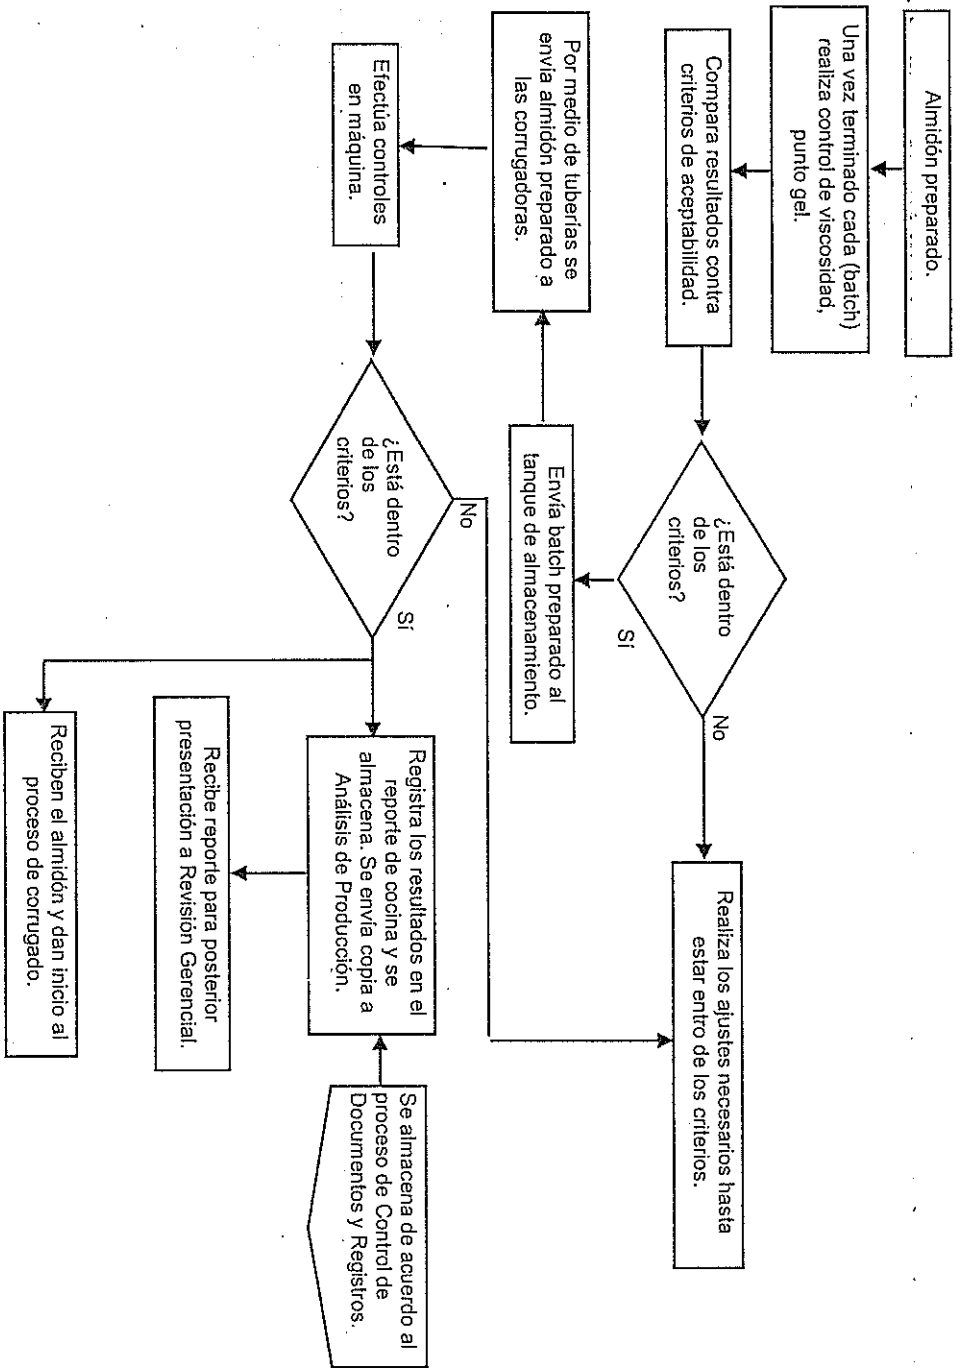 Almidón preparado.
Una vez terminado cada (batch)
realiza control de viscosidad,
punto gel.
Compara resultados contra
criterios de aceptabilidad.
¿Está dentro
de los
criterios?
No
Sí
Realiza los ajustes necesarios hasta
estar entro de los criterios.
Envía batch preparado al
tanque de almacenamiento.
Por medio de tuberías se
envía almidón preparado a
las corrugadoras.
Efectúa controles
en máquina.
¿Está dentro
de los
criterios?
No
Sí
Registra los resultados en el
reporte de cocina y se
almacena. Se envía copia a
Análisis de Producción.
Se almacena de acuerdo al
proceso de Control de
Documentos y Registros.
Recibe reporte para posterior
presentación a Revisión Gerencial.
Reciben el almidón y dan inicio al
proceso de corrugado.